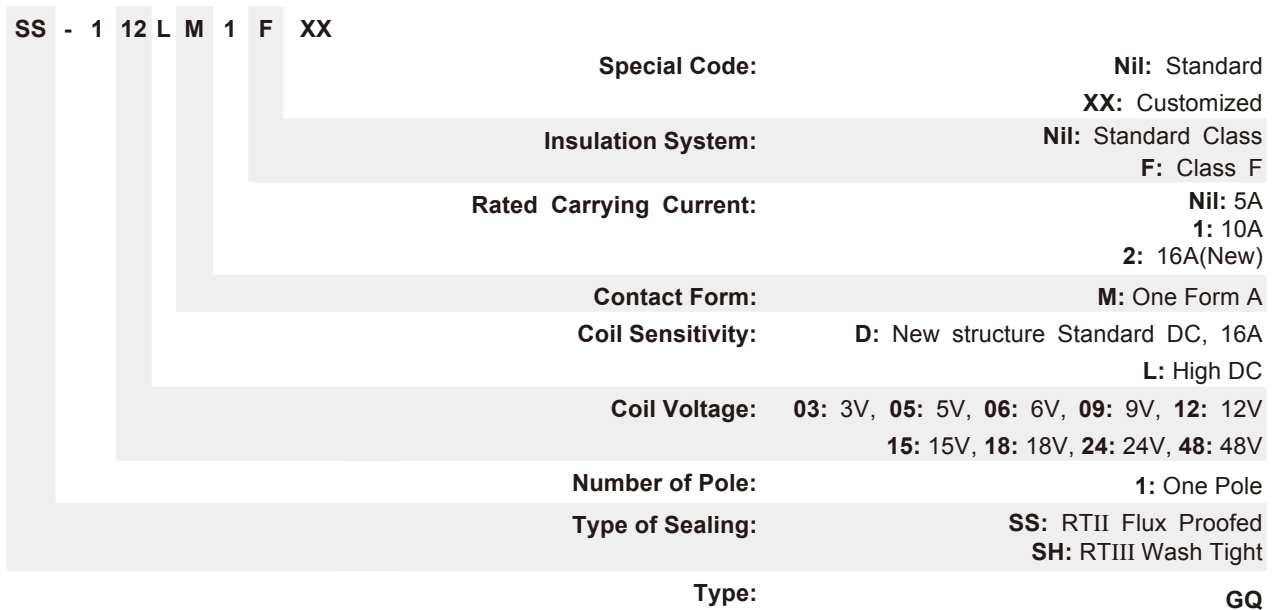 SS - 1 12 L M 1 F XX
Special Code: Nil: Standard
XX: Customized
Insulation System: Nil: Standard Class
F: Class F
Rated Carrying Current: Nil: 5A
1: 10A
2: 16A(New)
Contact Form: M: One Form A
Coil Sensitivity: D: New structure Standard DC, 16A
L: High DC
Coil Voltage: 03: 3V, 05: 5V, 06: 6V, 09: 9V, 12: 12V
15: 15V, 18: 18V, 24: 24V, 48: 48V
Number of Pole: 1: One Pole
Type of Sealing: SS: RTII Flux Proofed
SH: RTIII Wash Tight
Type: GQ